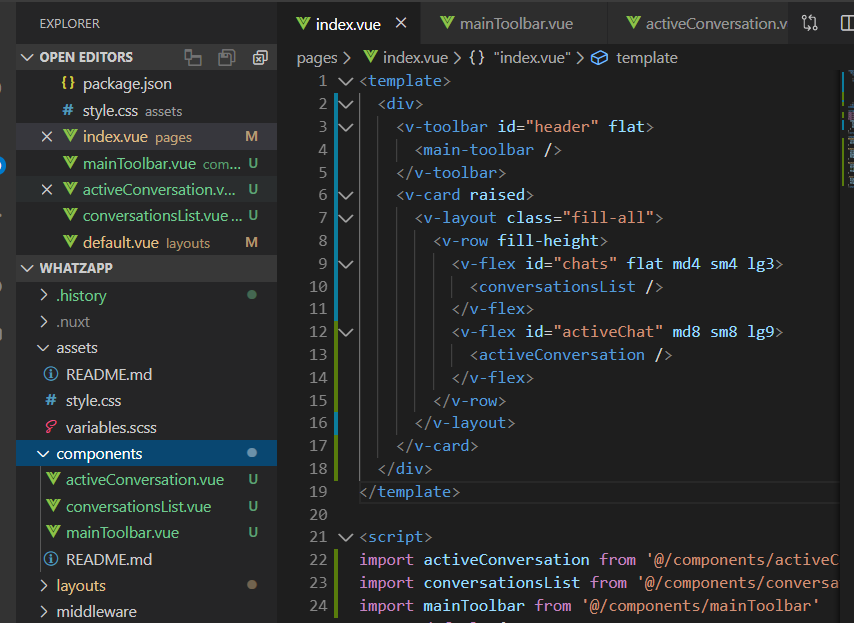 EXPLORER
OPEN EDITORS
{} package.json
# style.css assets
index.vue pages M
mainToolbar.vue com... U
activeConversation.v... U
conversationsList.vue ... U
default.vue layouts M
WHATZAPP
.history
.nuxt
assets
README.md
# style.css
variables.scss
components
activeConversation.vue U
conversationsList.vue U
mainToolbar.vue U
README.md
layouts
middleware
index.vue mainToolbar.vue activeConversation.v
pages > index.vue > {} "index.vue" > template
1 <template>
2 <div>
3 <v-toolbar id="header" flat>
4 <main-toolbar />
5 </v-toolbar>
6 <v-card raised>
7 <v-layout class="fill-all">
8 <v-row fill-height>
9 <v-flex id="chats" flat md4 sm4 lg3>
10 <conversationsList />
11 </v-flex>
12 <v-flex id="activeChat" md8 sm8 lg9>
13 <activeConversation />
14 </v-flex>
15 </v-row>
16 </v-layout>
17 </v-card>
18 </div>
19 </template>
20
21 <script>
22 import activeConversation from '@/components/activeC
23 import conversationsList from '@/components/conversa
24 import mainToolbar from '@/components/mainToolbar'